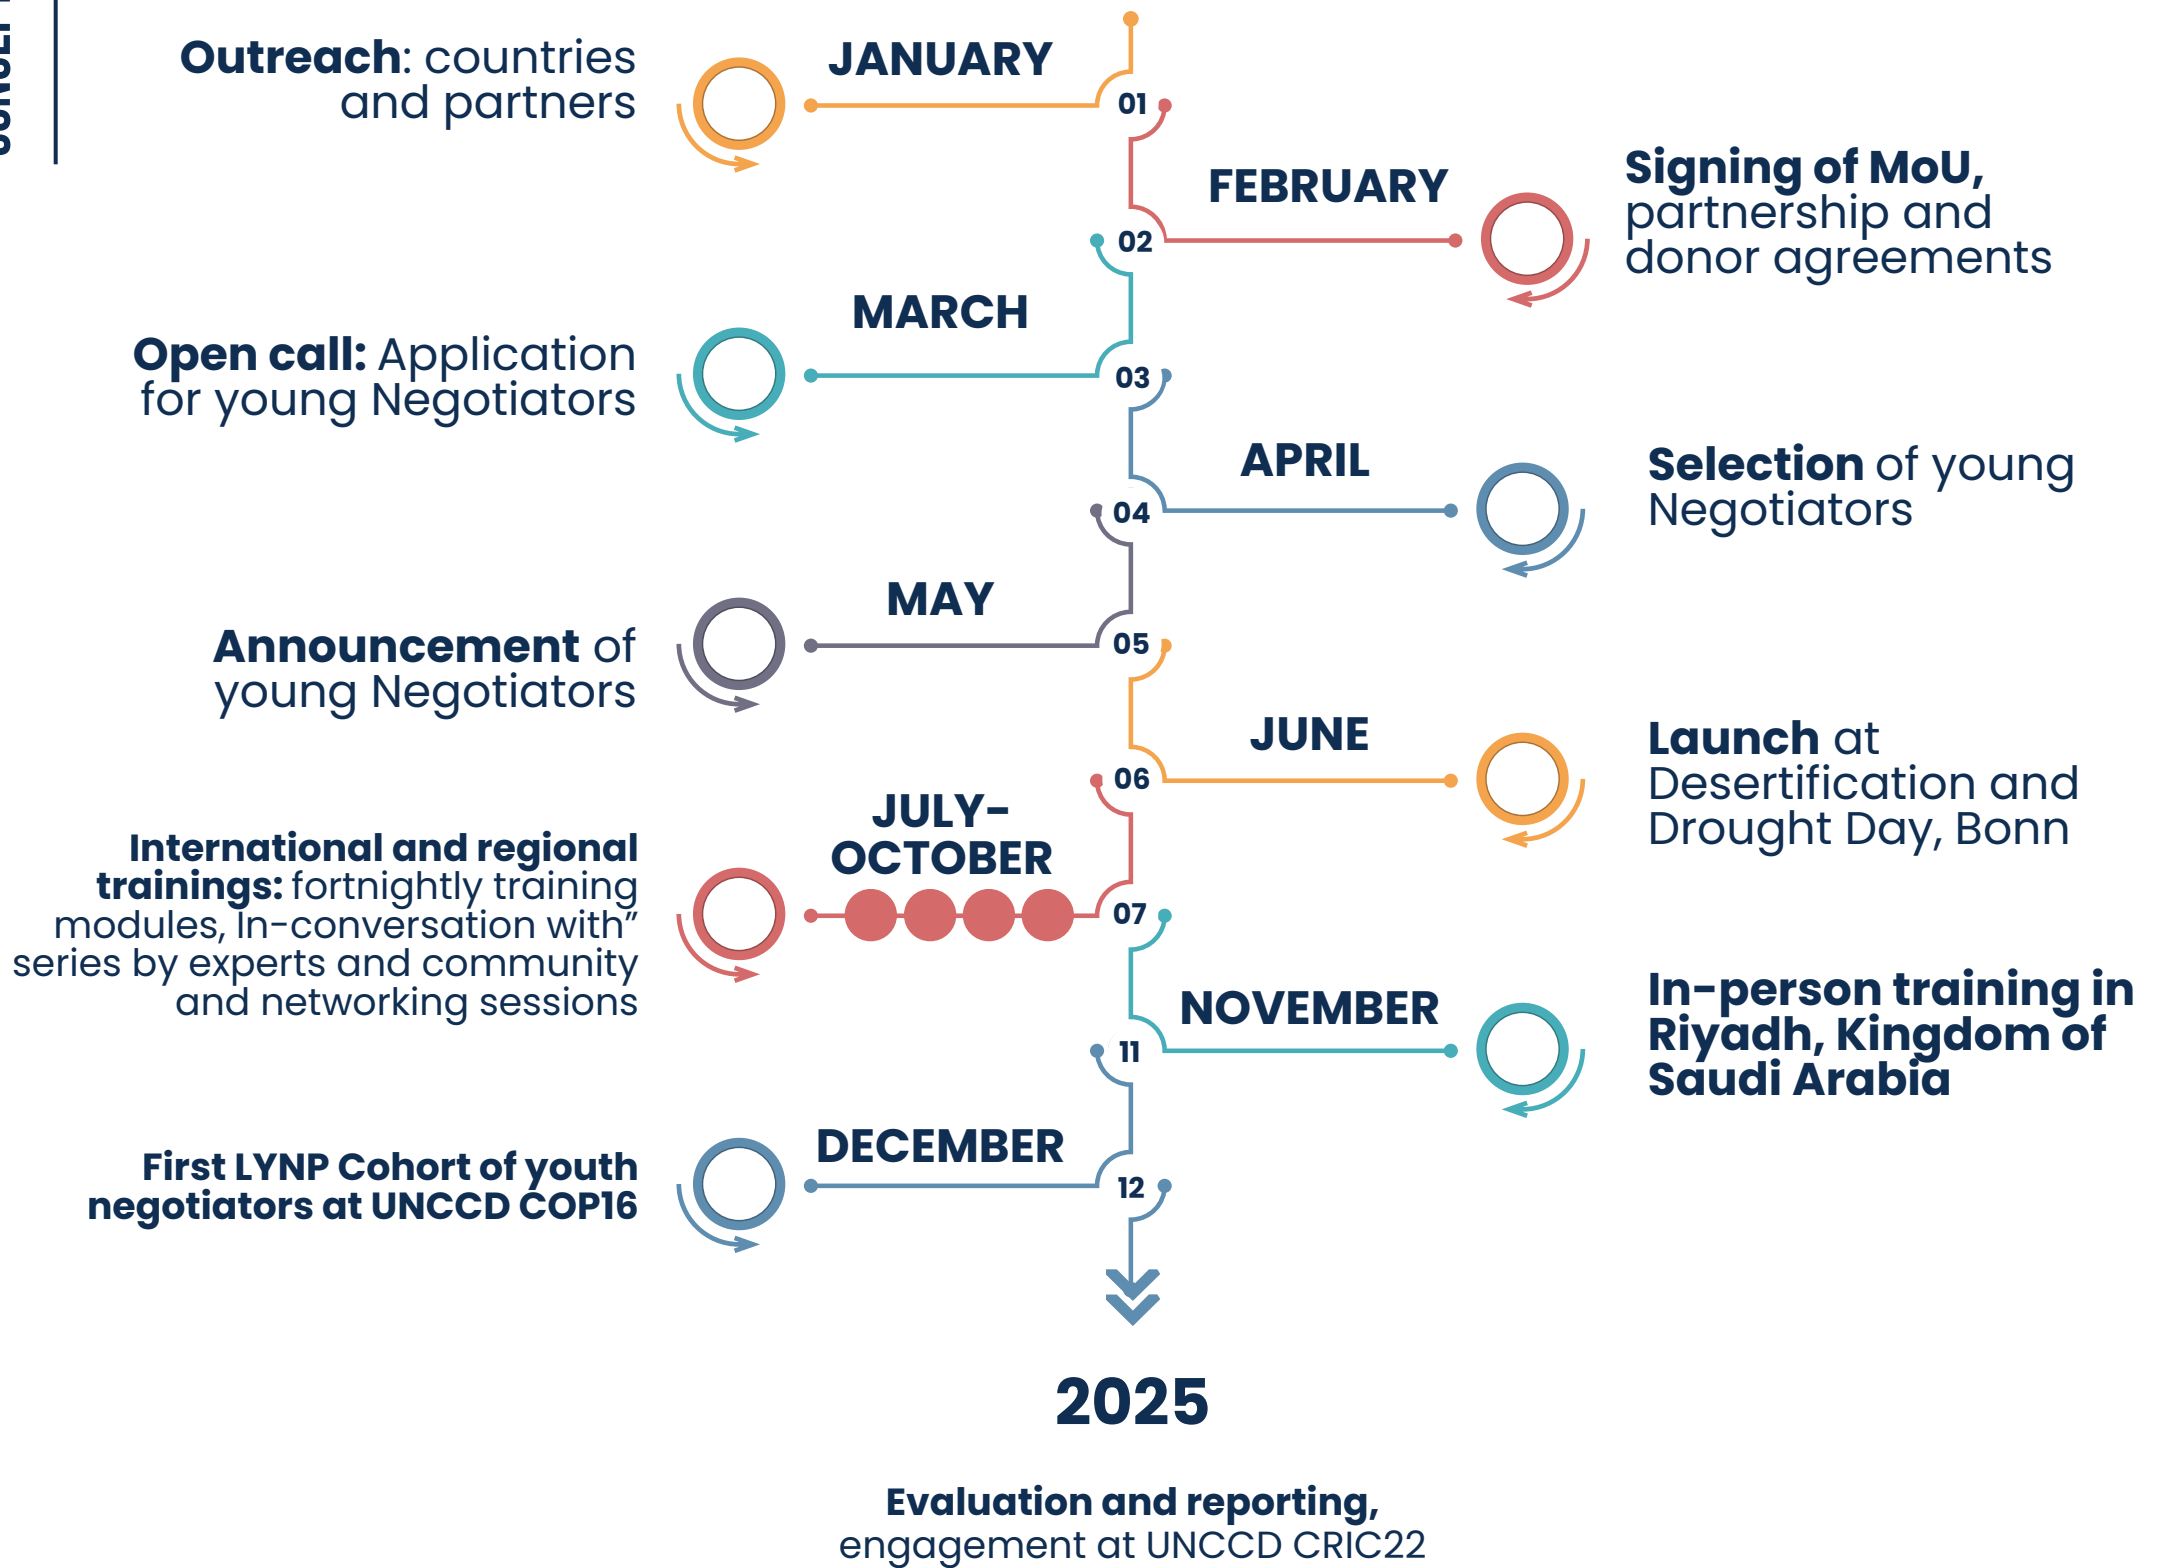 JANUARY
Outreach: countries
and partners
01
FEBRUARY
Signing of MoU,
partnership and
donor agreements
02
MARCH
Open call: Application
for young Negotiators
03
APRIL
Selection of young
Negotiators
04
MAY
Announcement of
young Negotiators
05
JUNE
Launch at
Desertification and
Drought Day, Bonn
06
JULY-
OCTOBER
International and regional
trainings: fortnightly training
modules, In-conversation with”
series by experts and community
and networking sessions
07
NOVEMBER
In-person training in
Riyadh, Kingdom of
Saudi Arabia
11
DECEMBER
First LYNP Cohort of youth
negotiators at UNCCD COP16
12
2025
Evaluation and reporting,
engagement at UNCCD CRIC22